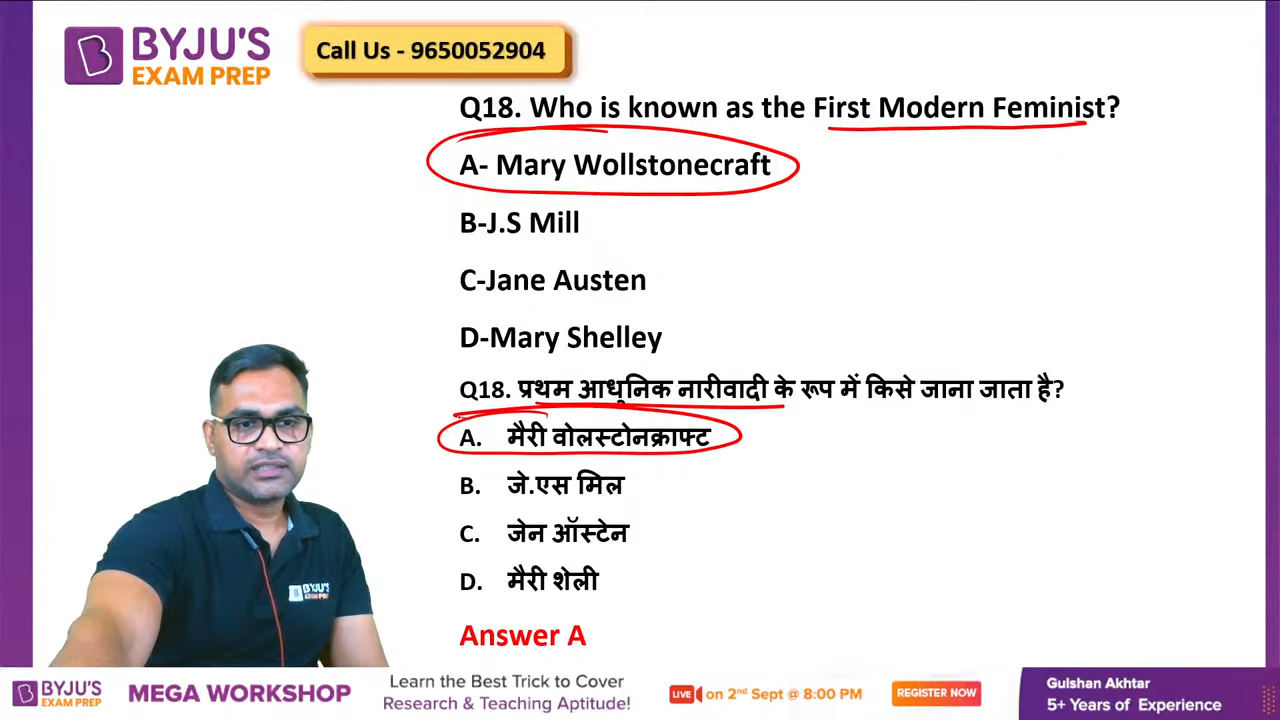 BYJU'S
EXAM PREP
Call Us - 9650052904
Q18. Who is known as the First Modern Feminist?
A- Mary Wollstonecraft
B-J.S Mill
C-Jane Austen
D-Mary Shelley
Q18. प्रथम आधुनिक नारीवादी के रूप में किसे जाना जाता है?
A. मैरी वोलस्टोनक्राफ्ट
B. जे.एस मिल
C. जेन ऑस्टेन
D. मैरी शेली
Answer A
BYJU'S
EXAM PREP
BYJU'S
EXAM PREP
MEGA WORKSHOP
Learn the Best Trick to Cover
Research & Teaching Aptitude!
LIVE on 2nd Sept @ 8:00 PM
REGISTER NOW
Gulshan Akhtar
5+ Years of Experience